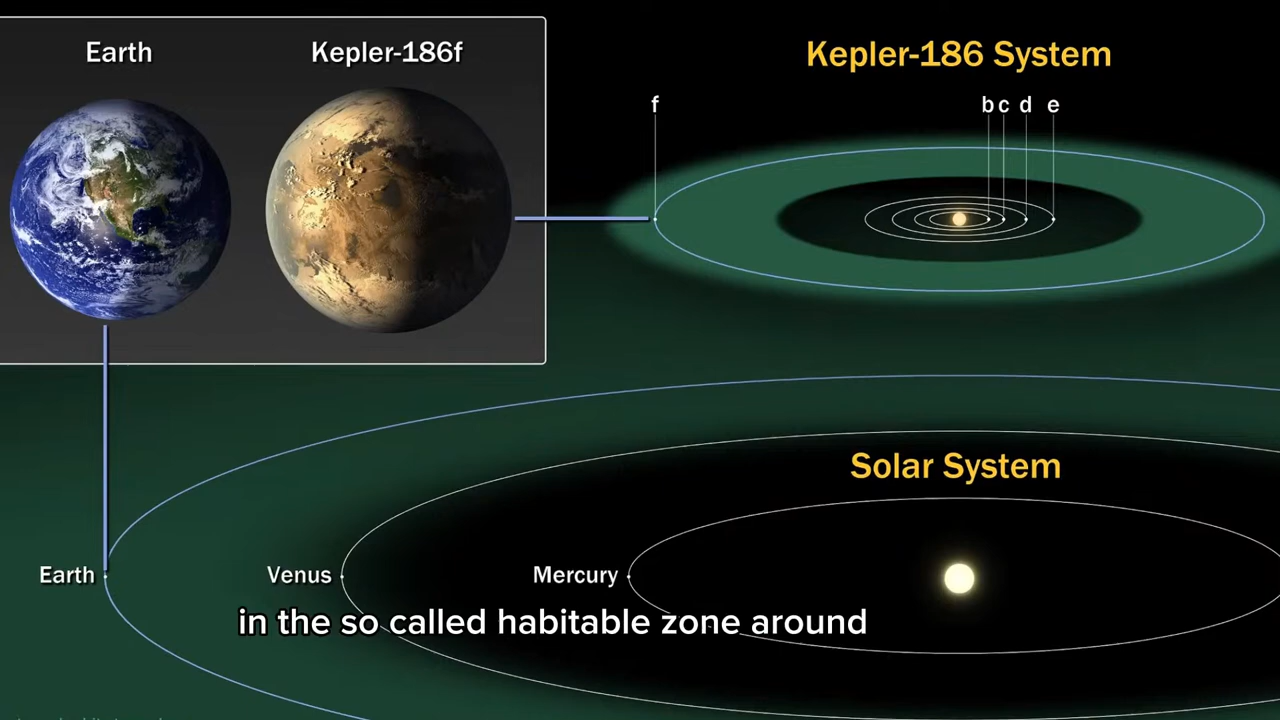 Earth
Kepler-186f
Kepler-186 System
f
b c d e
Solar System
Earth
Venus
Mercury
in the so called habitable zone around